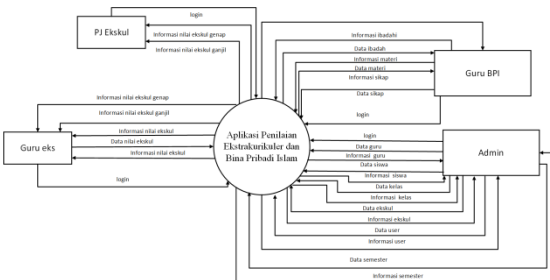 login
PJ Ekskul
Informasi nilai ekskul genap
Informasi nilai ekskul ganjil
Informasi ibadahi
Data ibadah
Informasi materi
Data materi
Informasi sikap
Data sikap
login
Guru BPI
Informasi nilai ekskul genap
Informasi nilai ekskul ganjil
Informasi nilai ekskul
Data nilai ekskul
Informasi nilai ekskul
login
Guru eks
Aplikasi Penilaian
Ekstrakurikuler dan
Bina Pribadi Islam
login
Data guru
Informasi guru
Data siswa
Informasi siswa
Data kelas
Informasi kelas
Data ekskul
Informasi ekskul
Data user
Informasi user
Data semester
Informasi semester
Admin